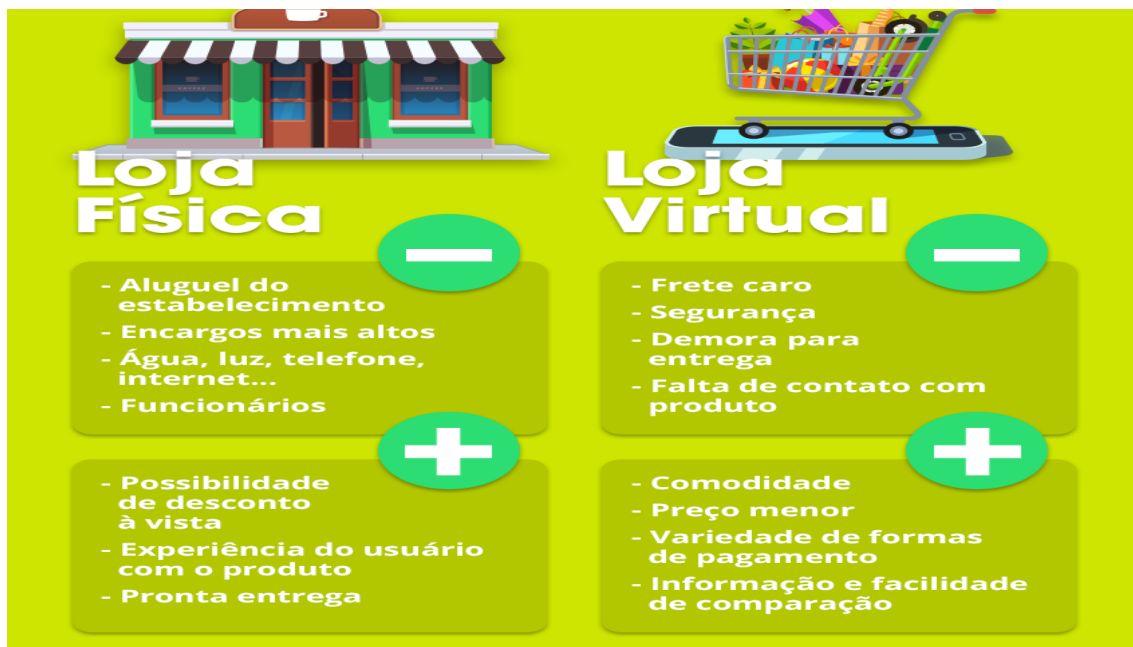 Loja
Física
- Aluguel do
estabelecimento
- Encargos mais altos
- Água, luz, telefone,
internet...
- Funcionários
- Possibilidade
de desconto
à vista
- Experiência do usuário
com o produto
- Pronta entrega
Loja
Virtual
- Frete caro
- Segurança
- Demora para
entrega
- Falta de contato com
produto
- Comodidade
- Preço menor
- Variedade de formas
de pagamento
- Informação e facilidade
de comparação